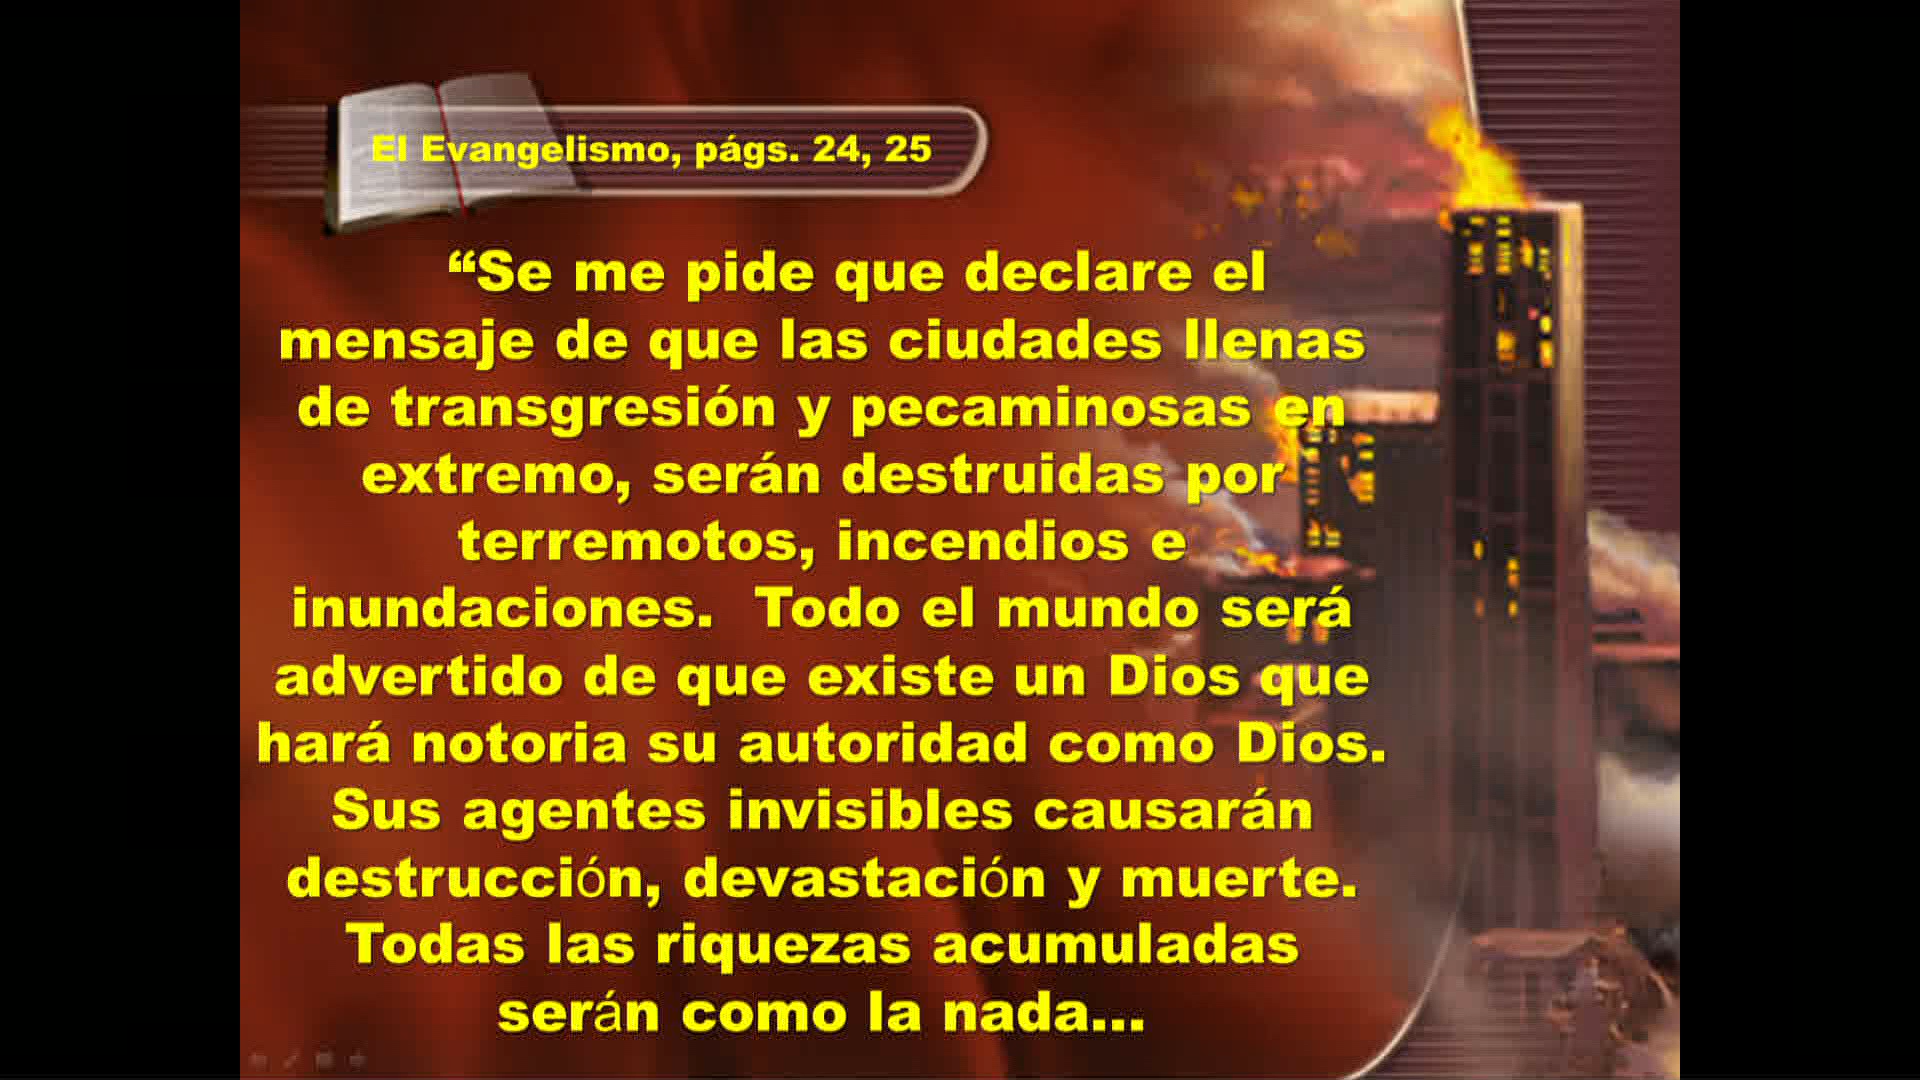 El Evangelismo, págs. 24, 25
“Se me pide que declare el
mensaje de que las ciudades llenas
de transgresión y pecaminosas en
extremo, serán destruidas por
terremotos, incendios e
inundaciones.  Todo el mundo será
advertido de que existe un Dios que
hará notoria su autoridad como Dios.
Sus agentes invisibles causarán
destrucción, devastación y muerte.
Todas las riquezas acumuladas
serán como la nada...